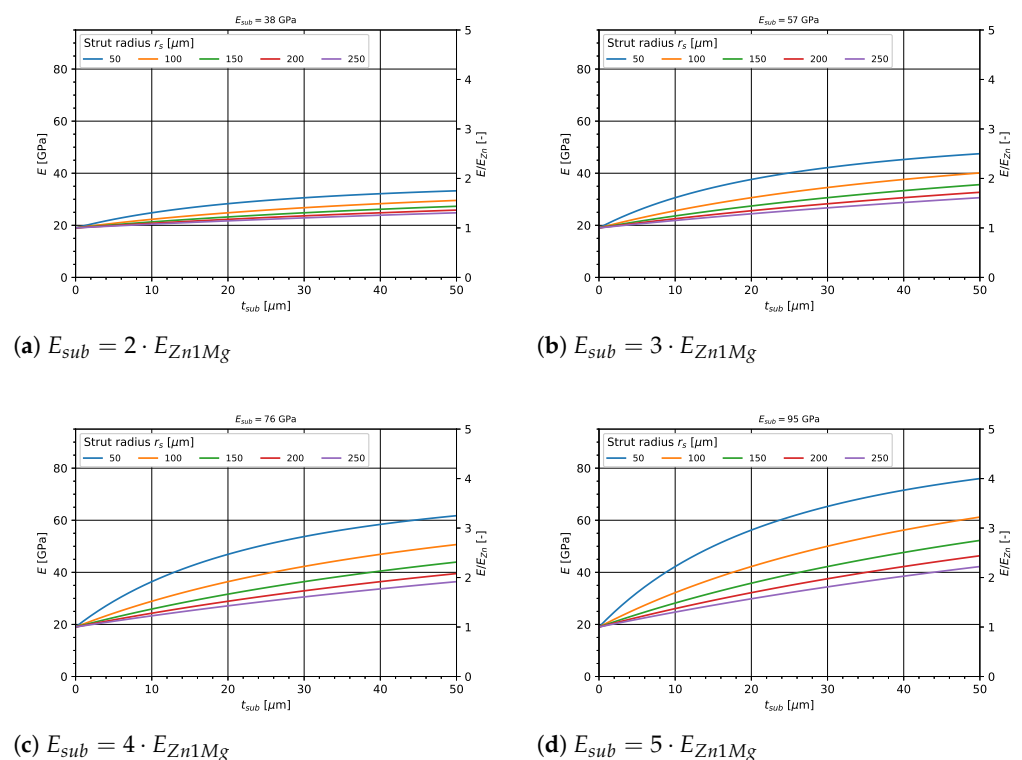 E_sub = 38 GPa
Strut radius r_s [μm]
50 100 150 200 250
E [GPa]
0 20 40 60 80
E/E_Zn [-]
0 1 2 3 4 5
0 10 20 30 40 50
t_sub [μm]
(a) E_sub = 2 · E_Zn1Mg
E_sub = 57 GPa
Strut radius r_s [μm]
50 100 150 200 250
E [GPa]
0 20 40 60 80
E/E_Zn [-]
0 1 2 3 4 5
0 10 20 30 40 50
t_sub [μm]
(b) E_sub = 3 · E_Zn1Mg
E_sub = 76 GPa
Strut radius r_s [μm]
50 100 150 200 250
E [GPa]
0 20 40 60 80
E/E_Zn [-]
0 1 2 3 4 5
0 10 20 30 40 50
t_sub [μm]
(c) E_sub = 4 · E_Zn1Mg
E_sub = 95 GPa
Strut radius r_s [μm]
50 100 150 200 250
E [GPa]
0 20 40 60 80
E/E_Zn [-]
0 1 2 3 4 5
0 10 20 30 40 50
t_sub [μm]
(d) E_sub = 5 · E_Zn1Mg